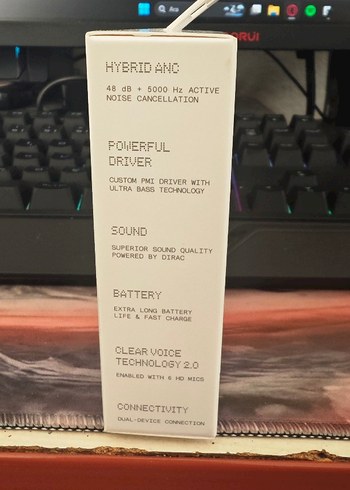 Ara
HYBRID ANC
48 dB + 5000 Hz ACTIVE
NOISE CANCELLATION
POWERFUL
DRIVER
CUSTOM PMI DRIVER WITH
ULTRA BASS TECHNOLOGY
SOUND
SUPERIOR SOUND QUALITY
POWERED BY DIRAC
BATTERY
EXTRA LONG BATTERY
LIFE & FAST CHARGE
CLEAR VOICE
TECHNOLOGY 2.0
ENABLED WITH 6 HD MICS
CONNECTIVITY
DUAL-DEVICE CONNECTION